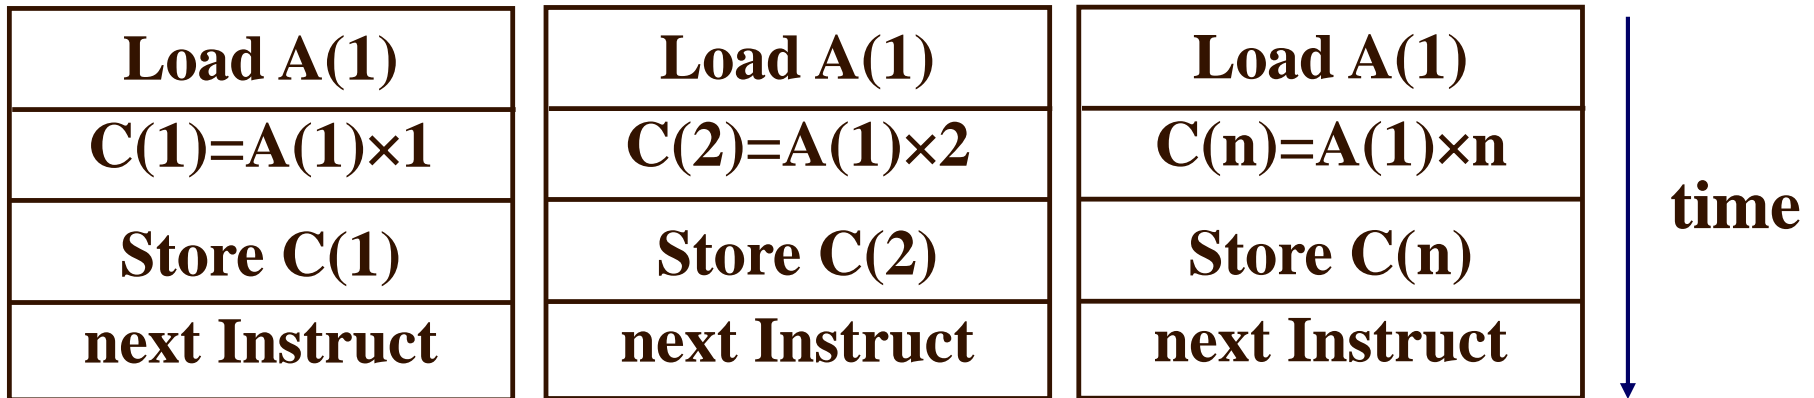 Load A(1)
C(1)=A(1)×1
Store C(1)
next Instruct
Load A(1)
C(2)=A(1)×2
Store C(2)
next Instruct
Load A(1)
C(n)=A(1)×n
Store C(n)
next Instruct
time